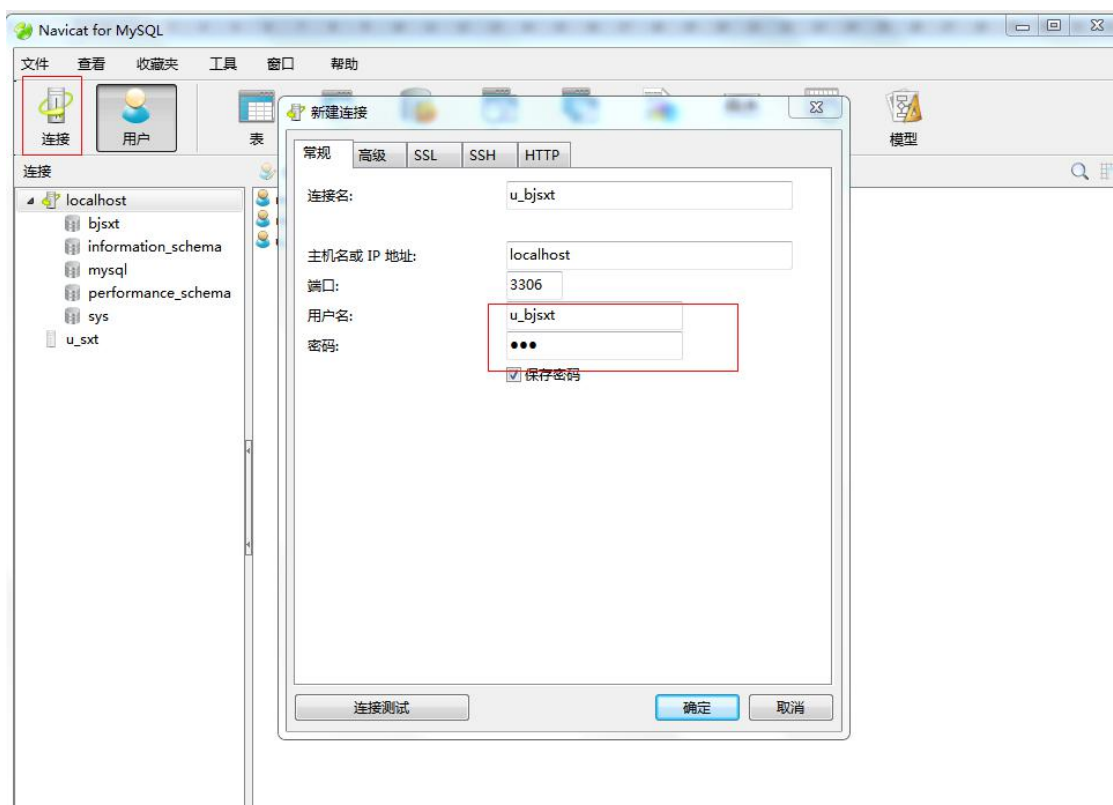 Navicat for MySQL
文件 查看 收藏夹 工具 窗口 帮助
连接 用户 表 模型
连接
localhost
bjsxt
information_schema
mysql
performance_schema
sys
u_sxt
新建连接
常规 高级 SSL SSH HTTP
连接名: u_bjsxt
主机名或 IP 地址: localhost
端口: 3306
用户名: u_bjsxt
密码: ●●●
保存密码
连接测试 确定 取消